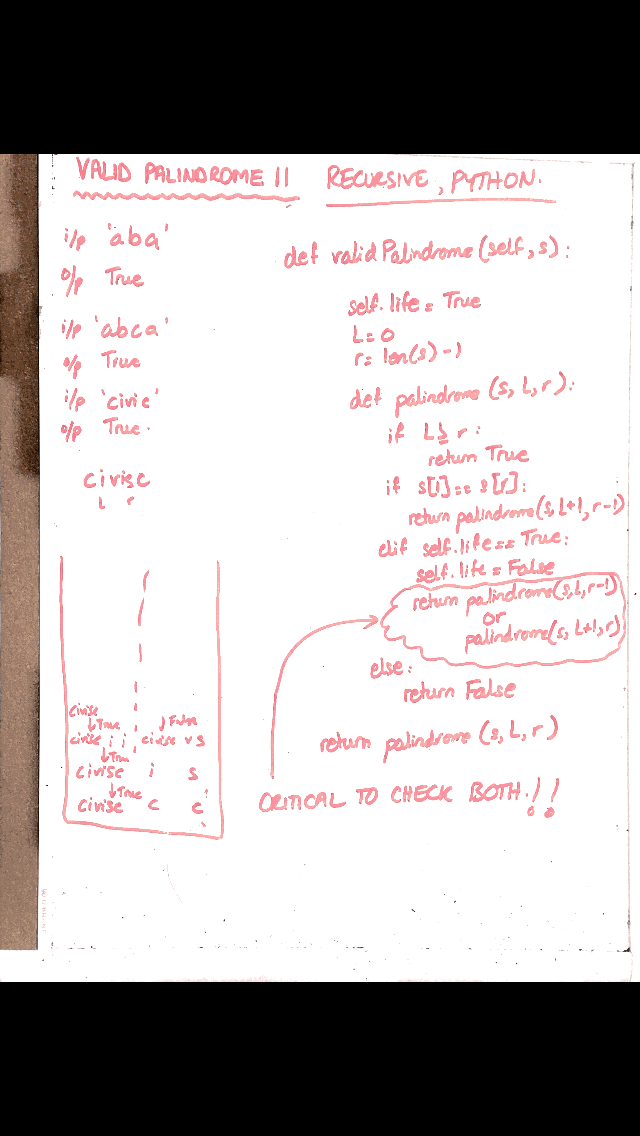 VALID PALINDROME II RECURSIVE, PYTHON.
i/p 'aba'
o/p True
i/p 'abca'
o/p True
i/p 'civic'
o/p True.
civisc
L r
def validPalindrome(self, s):
self.life = True
L = 0
r = len(s) - 1
def palindrome (s, L, r):
if L ≥ r:
return True
if s[l] == s[r]:
return palindrome(s, L+1, r-1)
elif self.life == True:
self.life = False
return palindrome(s, L, r-1)
or
palindrome(s, L+1, r)
else:
return False
return palindrome (s, L, r)
CRITICAL TO CHECK BOTH!!
civisc
↓True ↓ False
civisc i i civisc v s
↓True
civisc i s
↓True
civisc c c